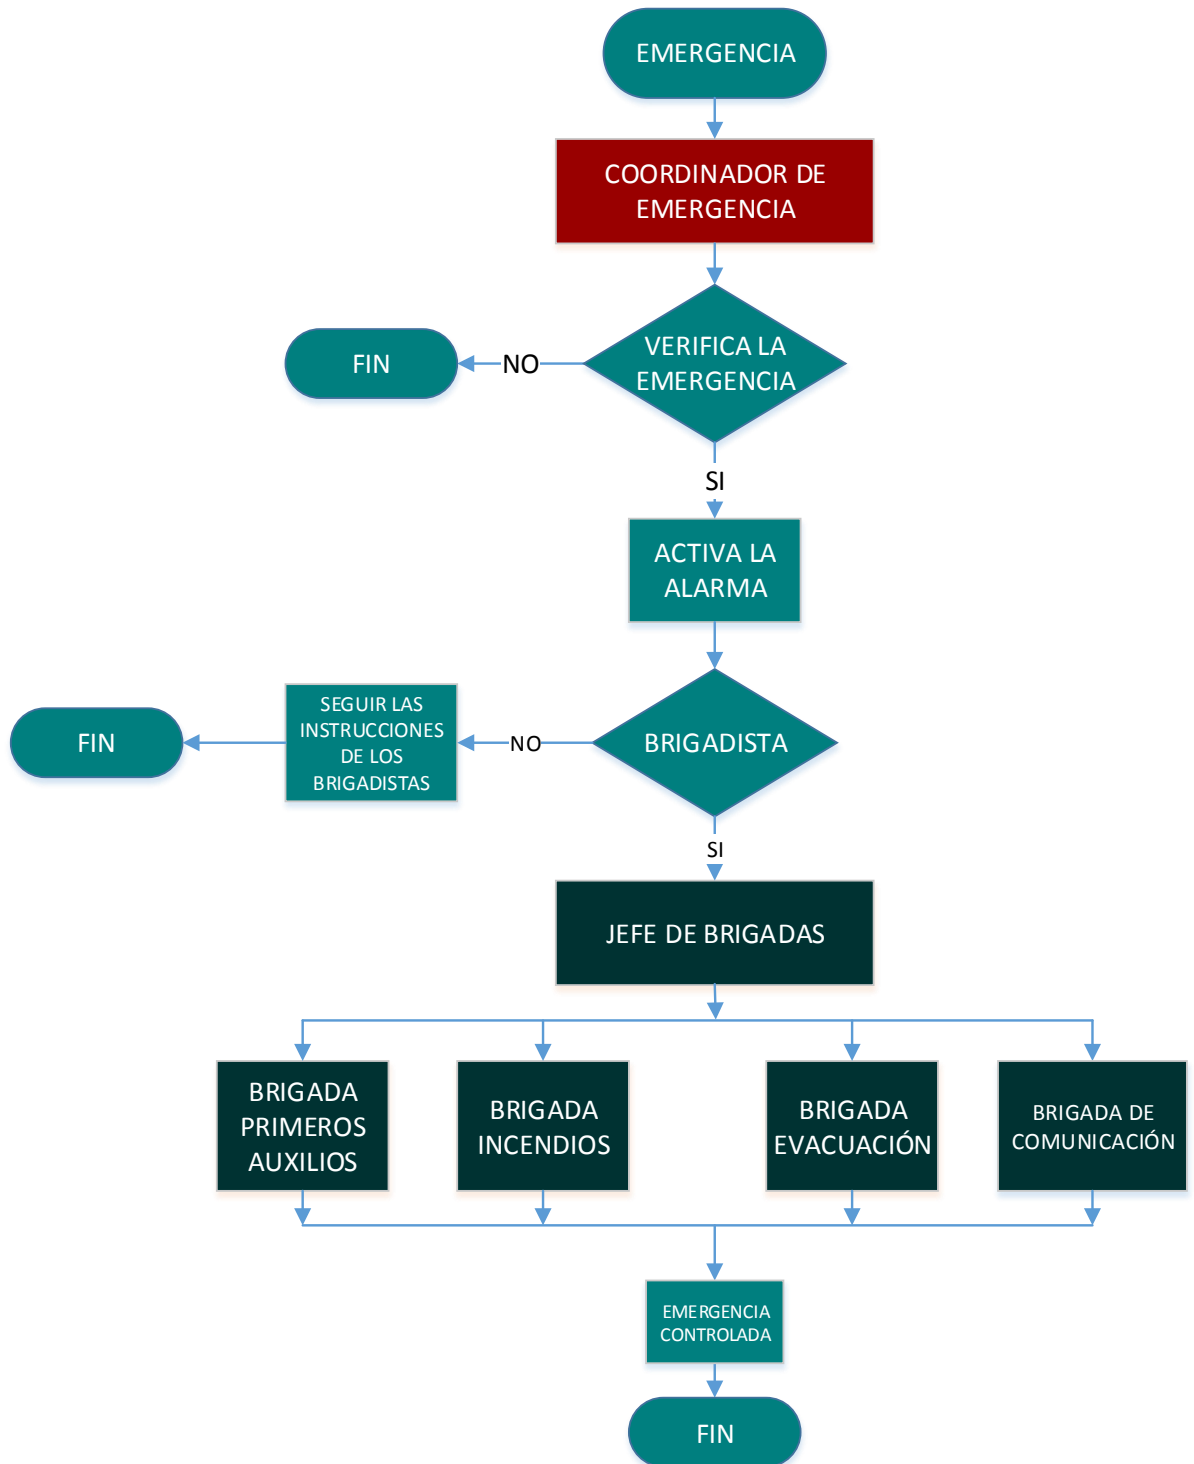 EMERGENCIA
COORDINADOR DE
EMERGENCIA
VERIFICA LA
EMERGENCIA
NO
FIN
SI
ACTIVA LA
ALARMA
BRIGADISTA
NO
SEGUIR LAS
INSTRUCCIONES
DE LOS
BRIGADISTAS
FIN
SI
JEFE DE BRIGADAS
BRIGADA
PRIMEROS
AUXILIOS
BRIGADA
INCENDIOS
BRIGADA
EVACUACIÓN
BRIGADA DE
COMUNICACIÓN
EMERGENCIA
CONTROLADA
FIN